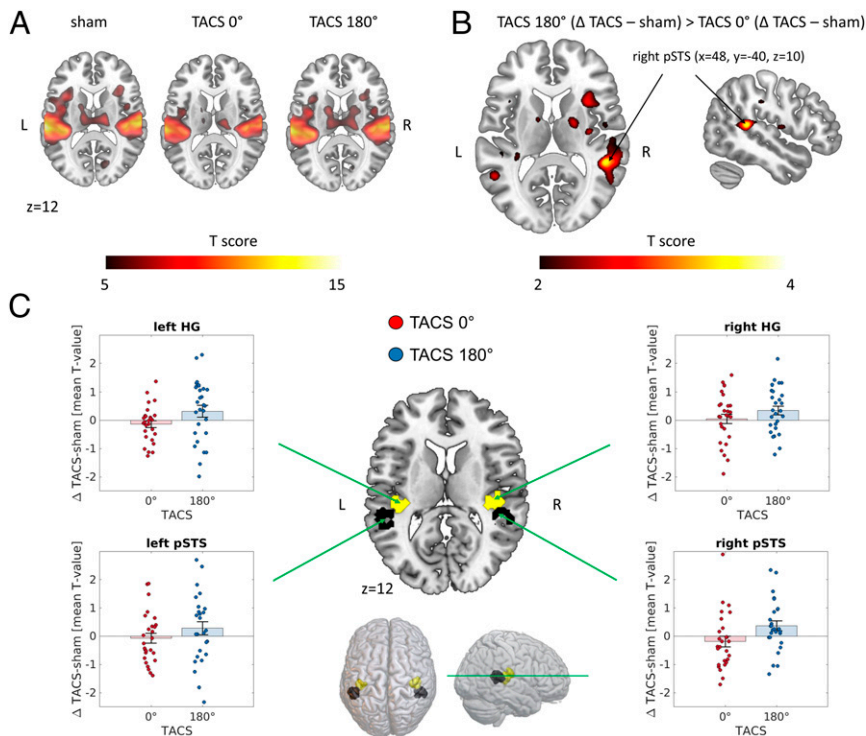 A
sham
TACS 0°
TACS 180°
L
R
z=12
T score
5
15
B
TACS 180° (Δ TACS – sham) > TACS 0° (Δ TACS – sham)
right pSTS (x=48, y=-40, z=10)
L
R
T score
2
4
C
left HG
Δ TACS-sham [mean T-value]
2
1
0
-1
-2
0°
180°
TACS
TACS 0°
TACS 180°
right HG
Δ TACS-sham [mean T-value]
2
1
0
-1
-2
0°
180°
TACS
L
R
z=12
left pSTS
Δ TACS-sham [mean T-value]
2
1
0
-1
-2
0°
180°
TACS
right pSTS
Δ TACS-sham [mean T-value]
2
1
0
-1
-2
0°
180°
TACS